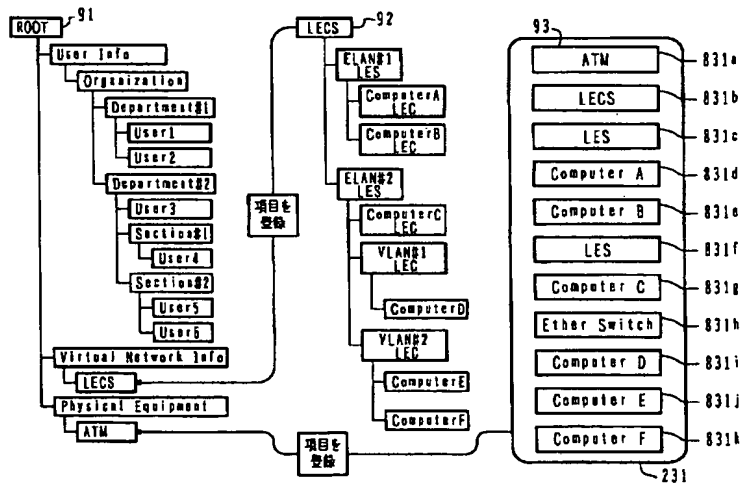 ROOT
91
User Info
Orgnization
Department#1
User1
User2
Department#2
User3
Section#1
User4
Section#2
User5
User6
Virtual Network Info
LECS
Physical Equipment
ATM
項目を
登録
項目を
登録
LECS
92
ELAN#1
LES
ComputerA
LEC
ComputerB
LEC
ELAN#2
LES
ComputerC
LEC
VLAN#1
LEC
ComputerD
VLAN#2
LEC
ComputerE
ComputerF
93
ATM
831a
LECS
831b
LES
831c
Computer A
831d
Computer B
831e
LES
831f
Computer C
831g
Ether Switch
831h
Computer D
831i
Computer E
831j
Computer F
831k
231